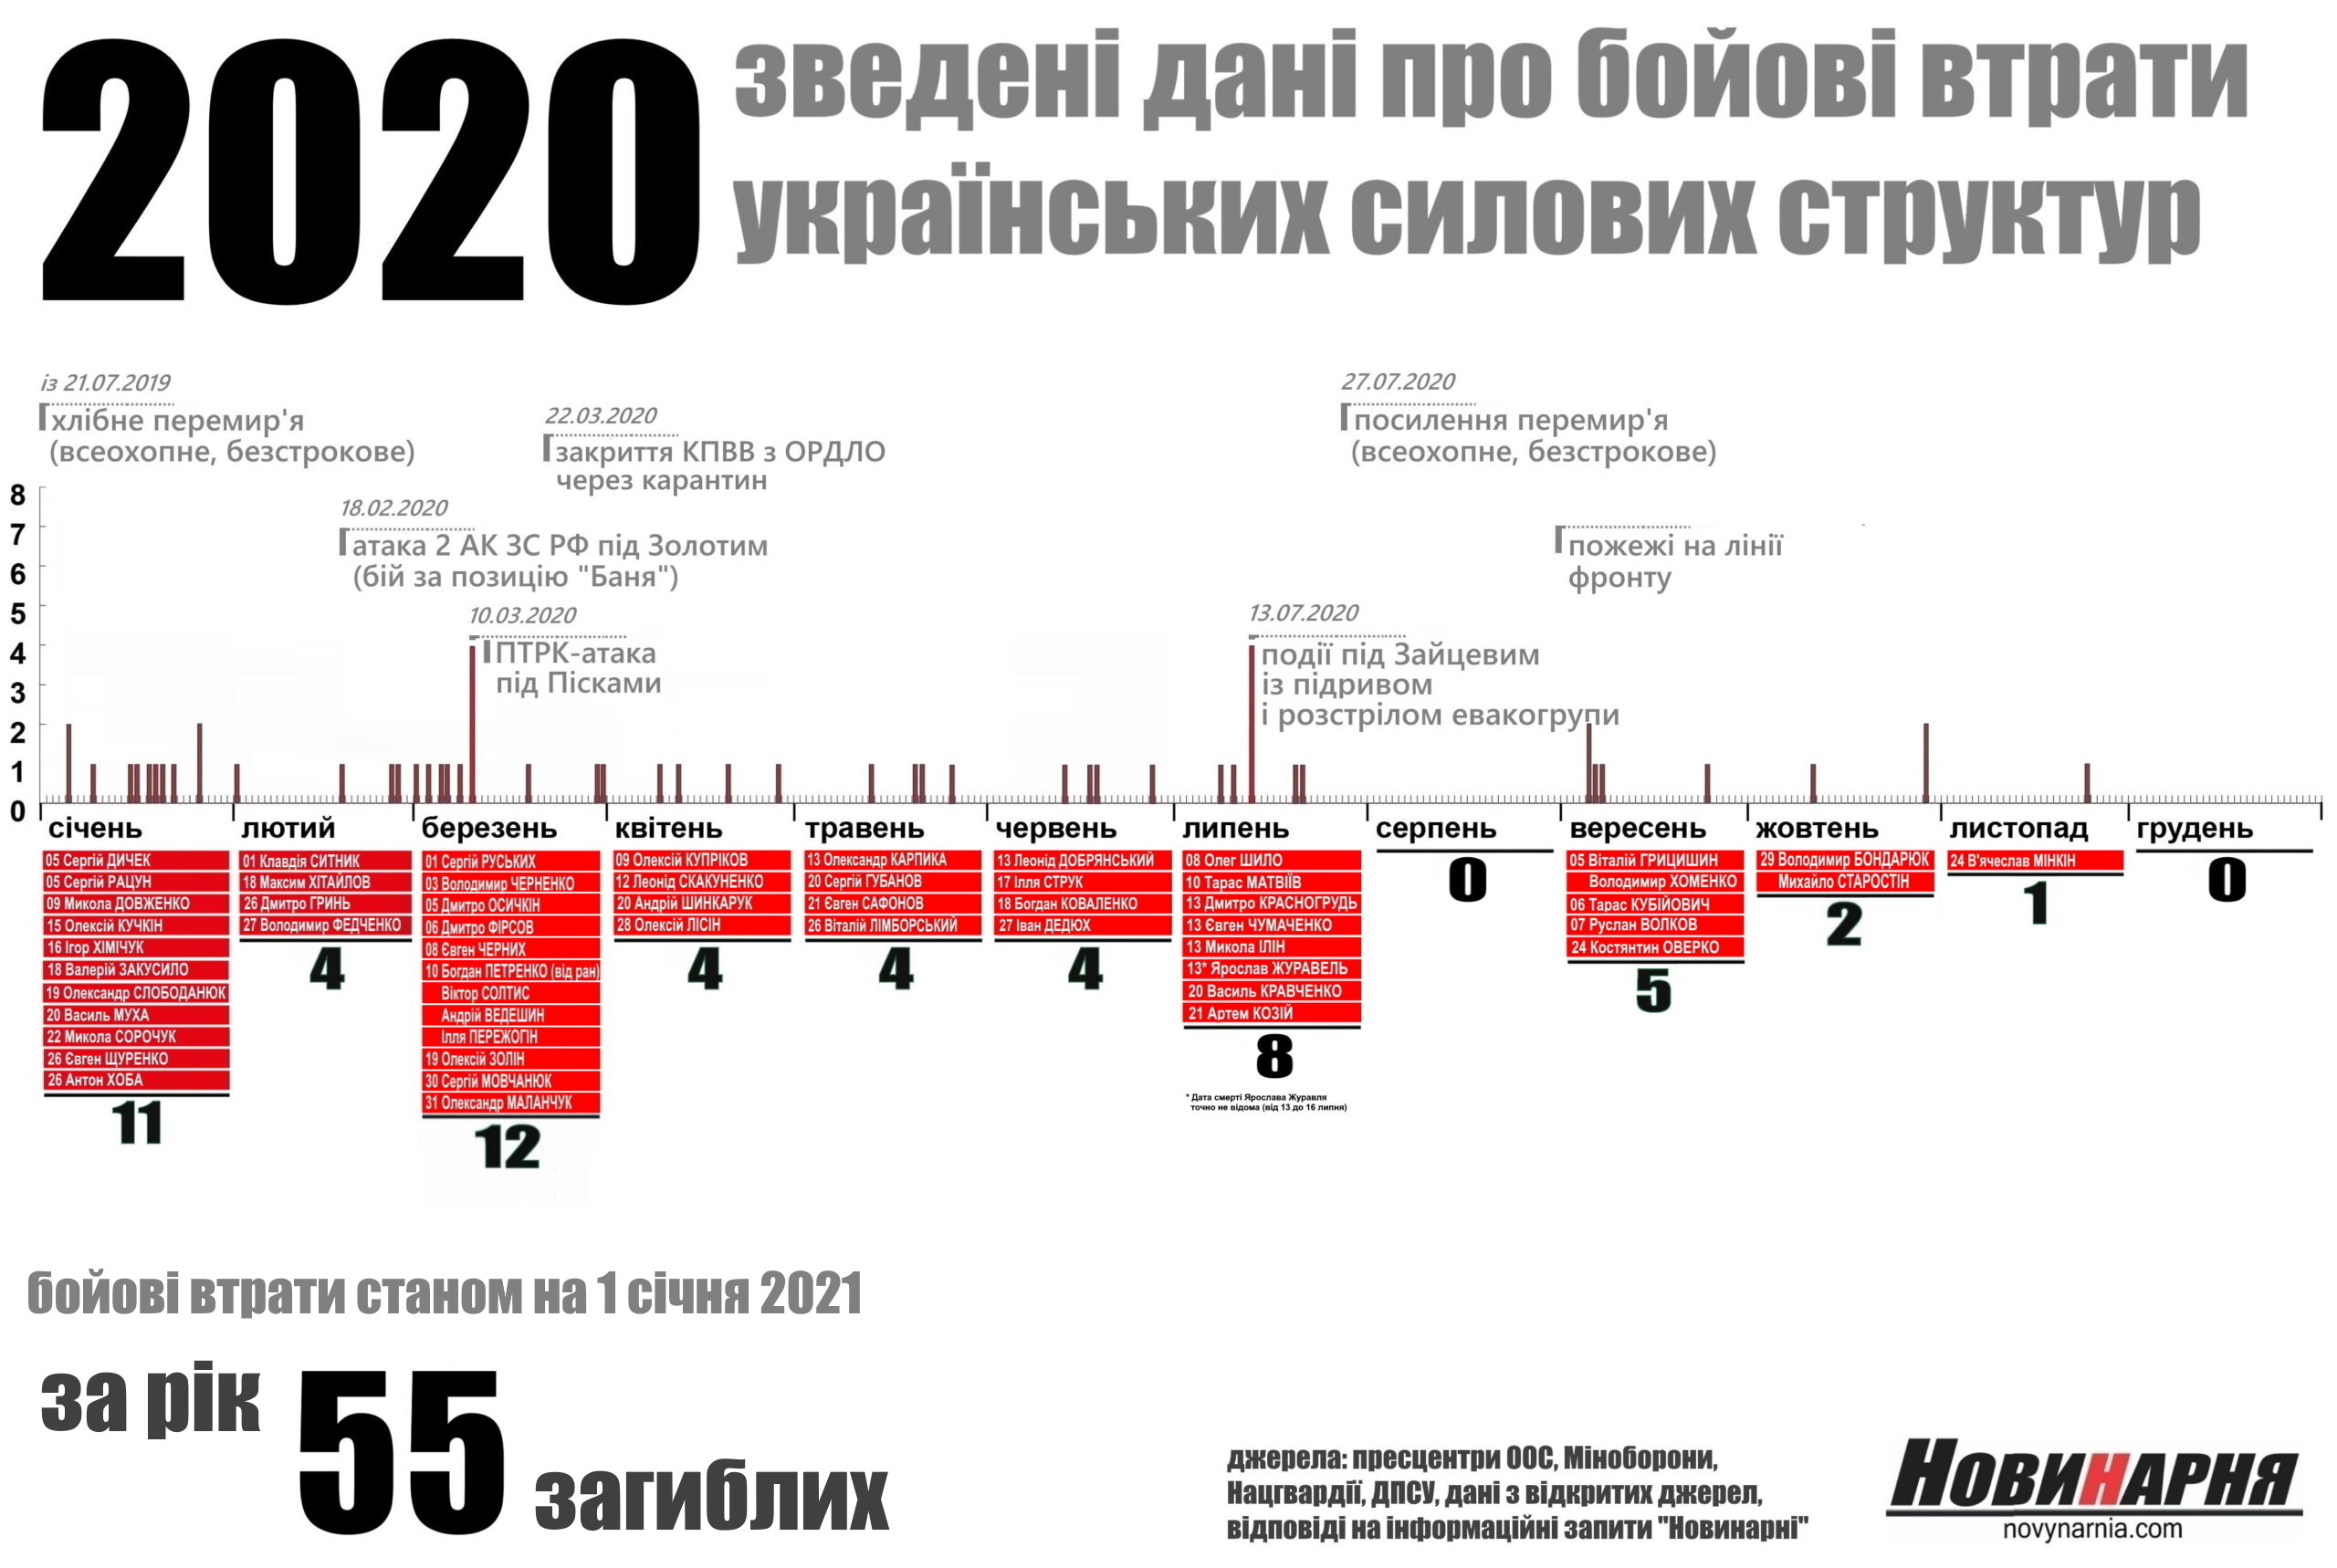 2020
зведені дані про бойові втрати
українських силових структур
із 21.07.2019
хлібне перемир'я
(всеохопне, безстрокове)
22.03.2020
закриття КПВВ з ОРДЛО
через карантин
27.07.2020
посилення перемир'я
(всеохопне, безстрокове)
18.02.2020
атака 2 АК ЗС РФ під Золотим
(бій за позицію "Баня")
пожежі на лінії
фронту
10.03.2020
ПТРК-атака
під Пісками
13.07.2020
події під Зайцевим
із підривом
і розстрілом евакогрупи
8
7
6
5
4
3
2
1
0
січень
05 Сергій ДИЧЕК
05 Сергій РАЦУН
09 Микола ДОВЖЕНКО
15 Олексій КУЧКІН
16 Ігор ХІМІЧУК
18 Валерій ЗАКУСИЛО
19 Олександр СЛОБОДАНЮК
20 Василь МУХА
22 Микола СОРОЧУК
26 Євген ЩУРЕНКО
26 Антон ХОБА
11
лютий
01 Клавдія СИТНИК
18 Максим ХІТАЙЛОВ
26 Дмитро ГРИНЬ
27 Володимир ФЕДЧЕНКО
4
березень
01 Сергій РУСЬКИХ
03 Володимир ЧЕРНЕНКО
05 Дмитро ОСИЧКІН
06 Дмитро ФІРСОВ
08 Євген ЧЕРНИХ
10 Богдан ПЕТРЕНКО (від ран)
Віктор СОЛТИС
Андрій ВЕДЕШИН
Ілля ПЕРЕЖОГІН
19 Олексій ЗОЛІН
30 Сергій МОВЧАНЮК
31 Олександр МАЛАНЧУК
12
квітень
09 Олексій КУПРІКОВ
12 Леонід СКАКУНЕНКО
20 Андрій ШИНКАРУК
28 Олексій ЛІСІН
4
травень
13 Олександр КАРПИКА
20 Сергій ГУБАНОВ
21 Євген САФОНОВ
26 Віталій ЛІМБОРСЬКИЙ
4
червень
13 Леонід ДОБРЯНСЬКИЙ
17 Ілля СТРУК
18 Богдан КОВАЛЕНКО
27 Іван ДЕДЮХ
4
липень
08 Олег ШИЛО
10 Тарас МАТВІЇВ
13 Дмитро КРАСНОГРУДЬ
13 Євген ЧУМАЧЕНКО
13 Микола ІЛІН
13* Ярослав ЖУРАВЕЛЬ
20 Василь КРАВЧЕНКО
21 Артем КОЗІЙ
8
* Дата смерті Ярослава Журавля
точно не відома (від 13 до 16 липня)
серпень
0
вересень
05 Віталій ГРИЦИШИН
Володимир ХОМЕНКО
06 Тарас КУБІЙОВИЧ
07 Руслан ВОЛКОВ
24 Костянтин ОВЕРКО
5
жовтень
29 Володимир БОНДАРЮК
Михайло СТАРОСТІН
2
листопад
24 В'ячеслав МІНКІН
1
грудень
0
бойові втрати станом на 1 січня 2021
за рік 55 загиблих
джерела: пресцентри ООС, Міноборони,
Нацгвардії, ДПСУ, дані з відкритих джерел,
відповіді на інформаційні запити "Новинарні"
НОВИНАРНЯ
novynarnia.com